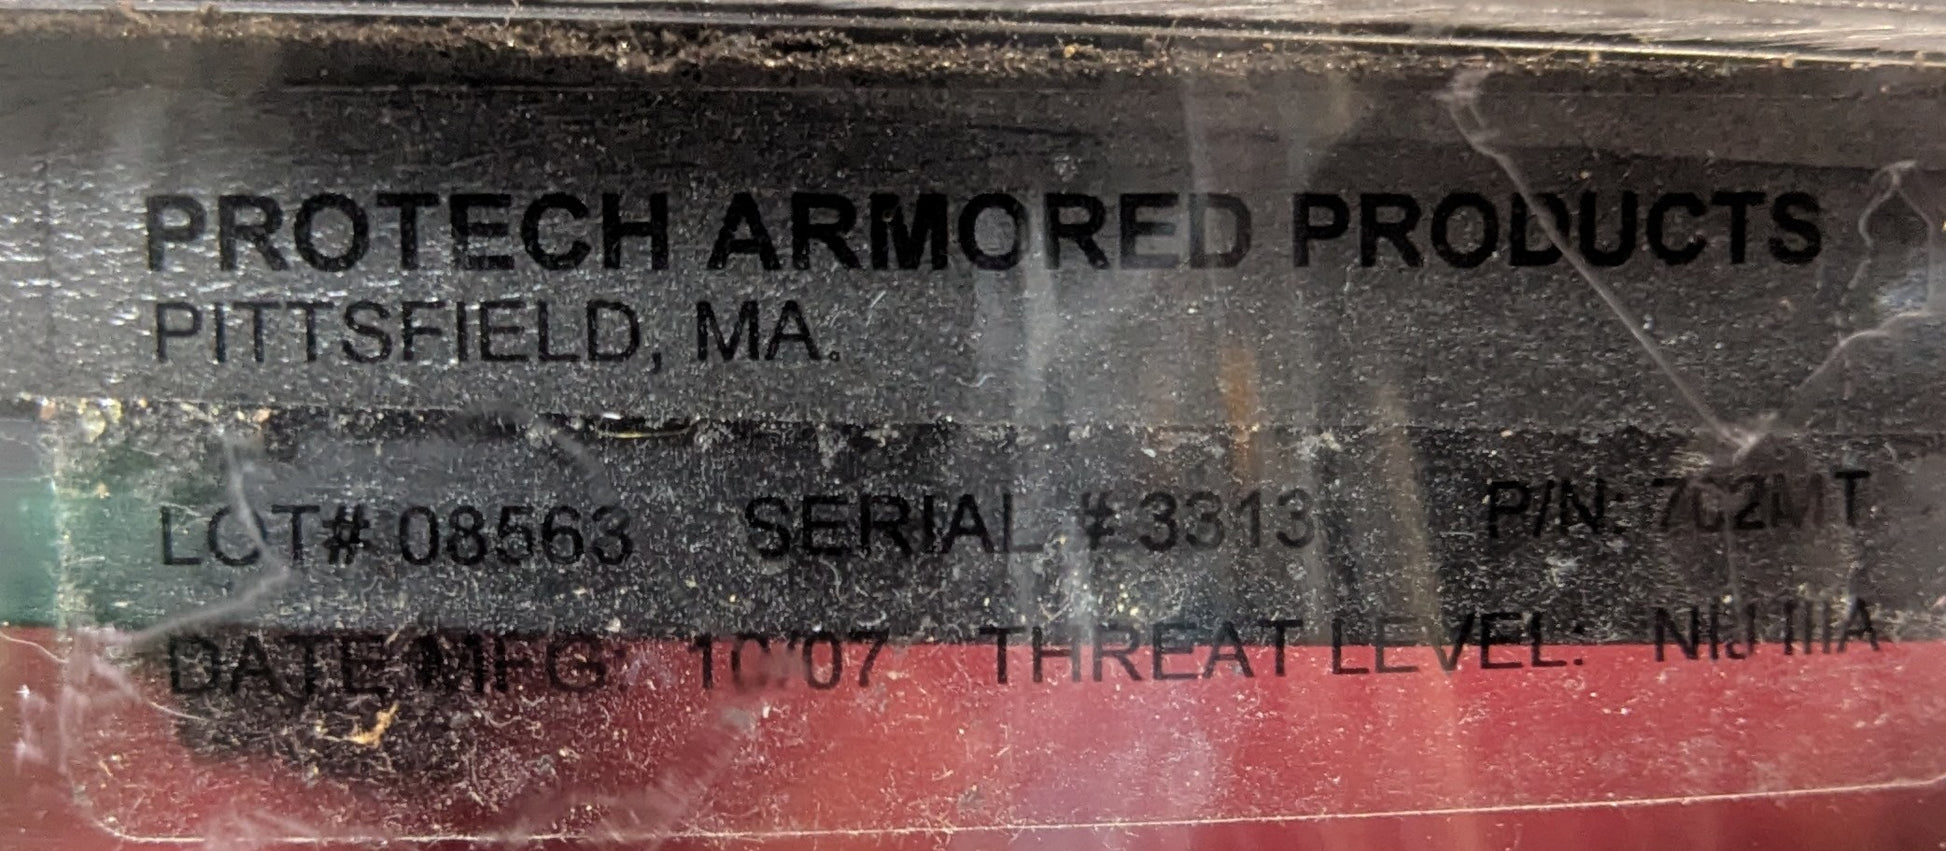 PROTECH ARMORED PRODUCTS
PITTSFIELD, MA.
LOT# 08563 SERIAL # 3313 P/N: 702MT
DATE MFG: 10/07 THREAT LEVEL: NIJ IIIA